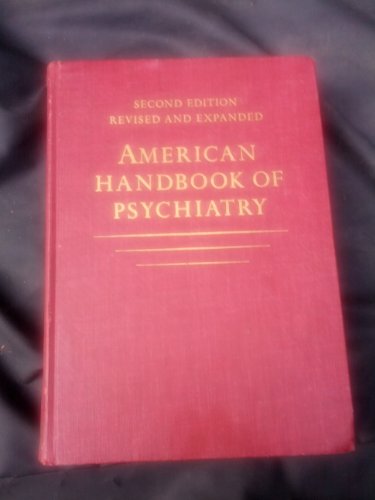 SECOND EDITION
REVISED AND EXPANDED
AMERICAN
HANDBOOK OF
PSYCHIATRY